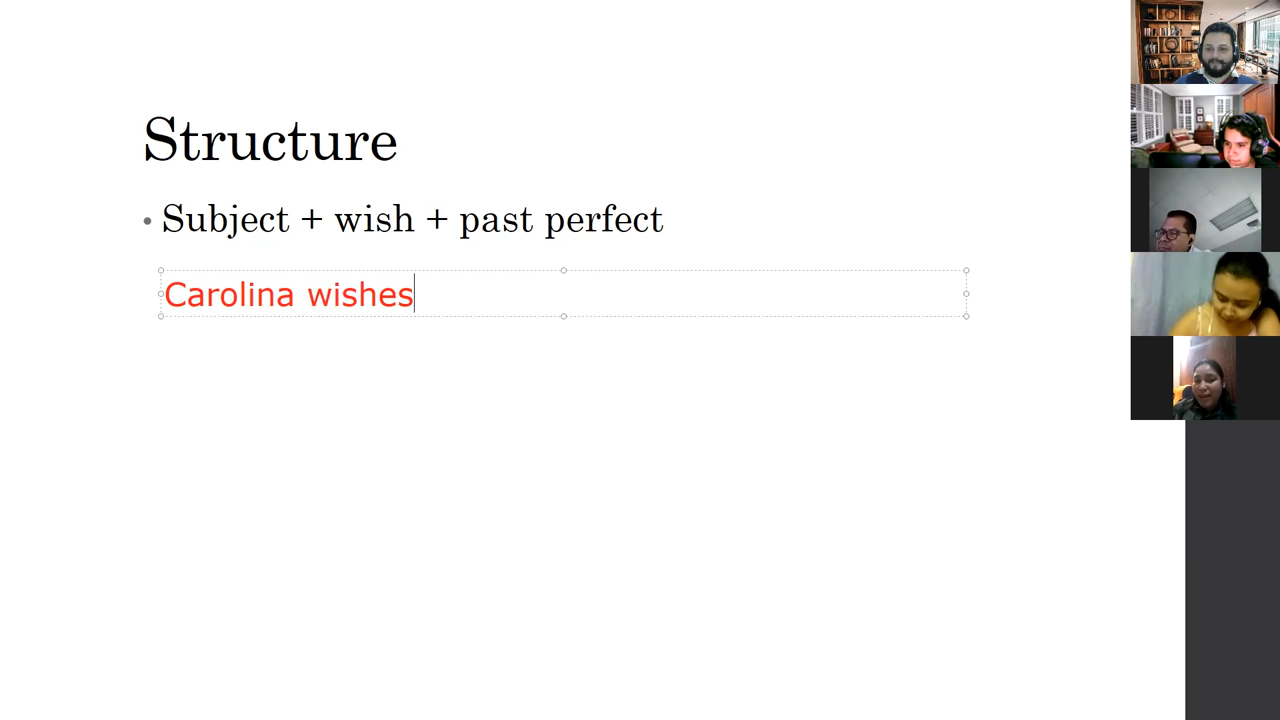 Structure
• Subject + wish + past perfect
Carolina wishes